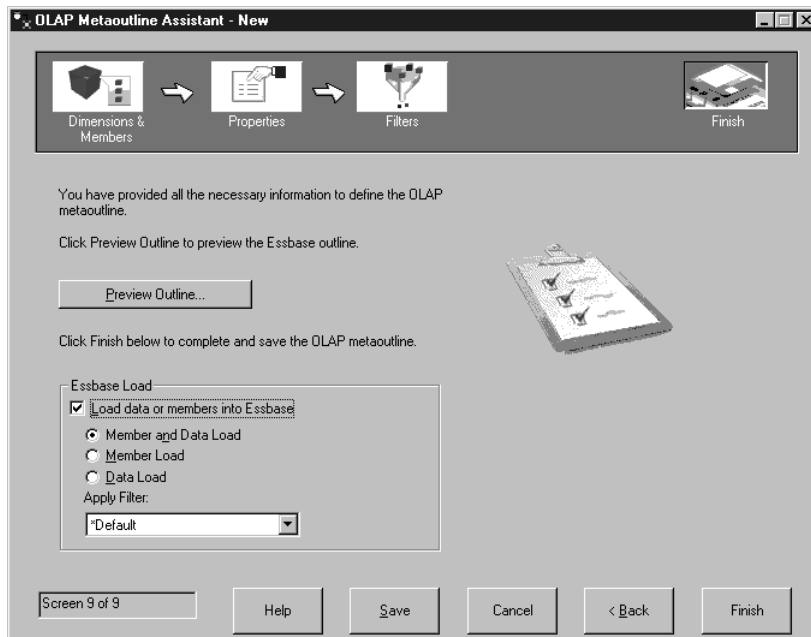 OLAP Metaoutline Assistant - New
Dimensions &
Members
Properties
Filters
Finish
You have provided all the necessary information to define the OLAP
metaoutline.
Click Preview Outline to preview the Essbase outline.
Preview Outline...
Click Finish below to complete and save the OLAP metaoutline.
Essbase Load
Load data or members into Essbase
Member and Data Load
Member Load
Data Load
Apply Filter:
*Default
Screen 9 of 9
Help
Save
Cancel
< Back
Finish